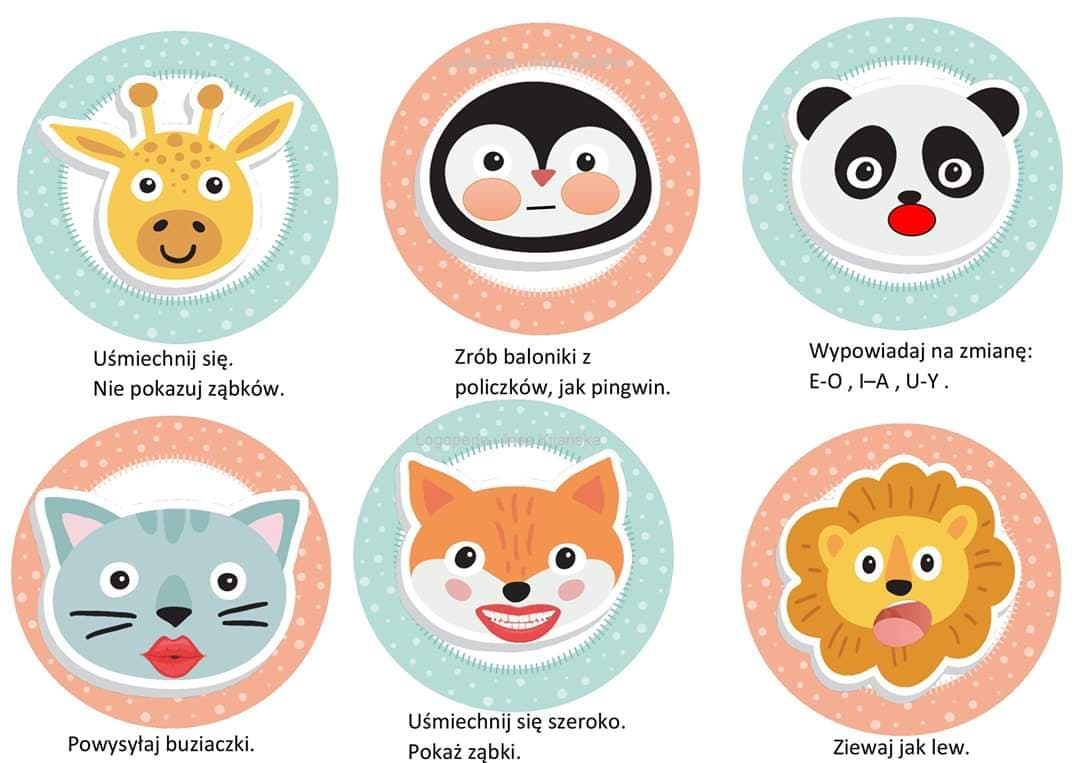 Uśmiechnij się.
Nie pokazuj ząbków.
Zrób baloniki z
policzków, jak pingwin.
Wypowiadaj na zmianę:
E-O , I–A , U-Y .
Logopedia
Powysyłaj buziaczki.
Uśmiechnij się szeroko.
Pokaż ząbki.
Ziewaj jak lew.